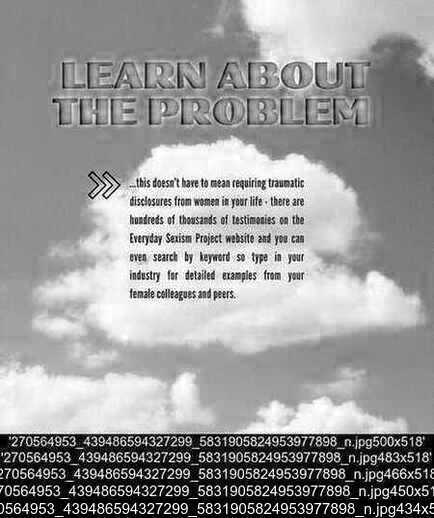 LEARN ABOUT
THE PROBLEM
...this doesn't have to mean requiring traumatic
disclosures from women in your life - there are
hundreds of thousands of testimonies on the
Everyday Sexism Project website and you can
even search by keyword so type in your
industry for detailed examples from your
female colleagues and peers.
'270564953_439486594327299_5831905824953977898_n.jpg500x518'
'270564953_439486594327299_5831905824953977898_n.jpg483x518'
270564953_439486594327299_5831905824953977898_n.jpg466x518
270564953_439486594327299_5831905824953977898_n.jpg450x51
270564953_439486594327299_5831905824953977898_n.jpg434x5